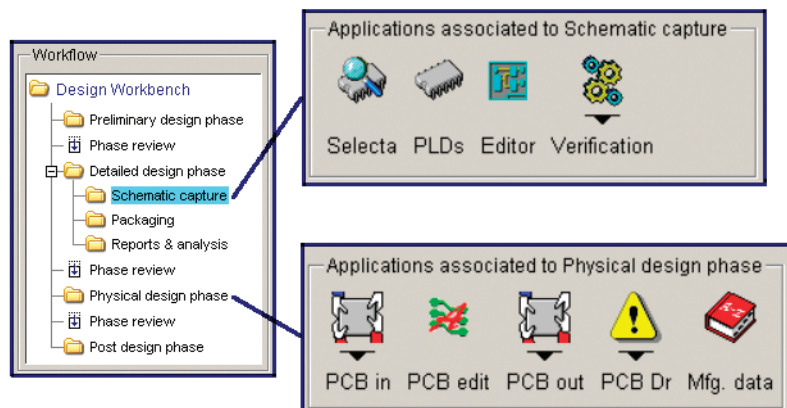 Workflow
Design Workbench
Preliminary design phase
Phase review
Detailed design phase
Schematic capture
Packaging
Reports & analysis
Phase review
Physical design phase
Phase review
Post design phase
Applications associated to Schematic capture
Selecta PLDs Editor Verification
Applications associated to Physical design phase
A-Z
PCB in PCB edit PCB out PCB Dr Mfg. data